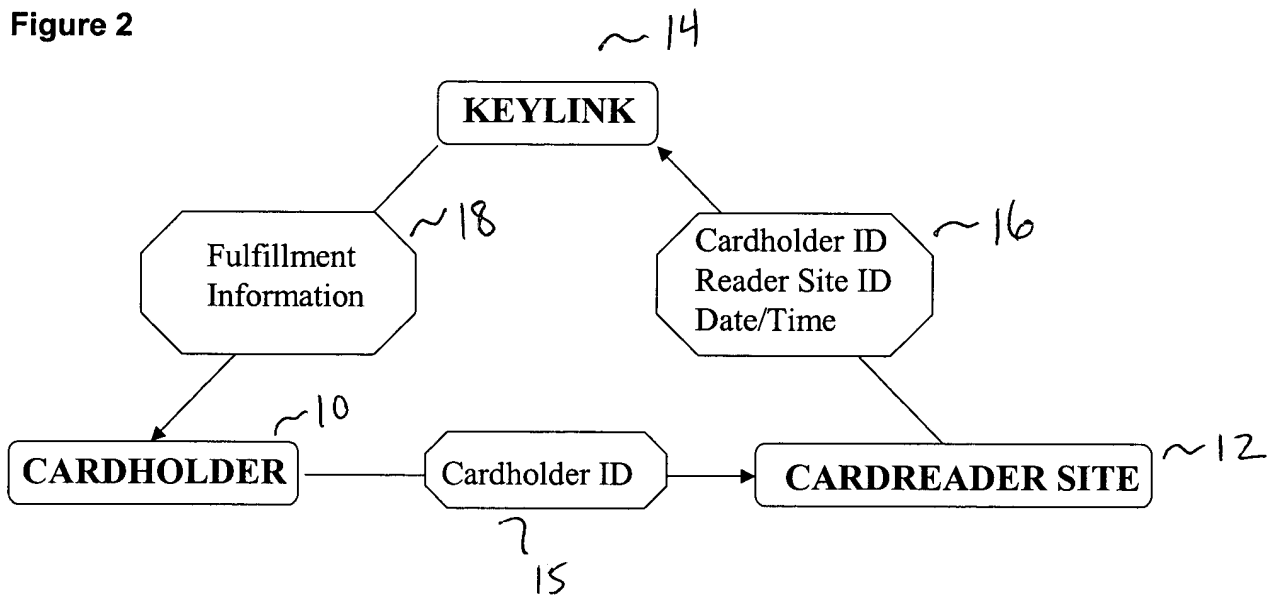 Figure 2
~14
KEYLINK
~18
Fulfillment
Information
~16
Cardholder ID
Reader Site ID
Date/Time
~10
CARDHOLDER
Cardholder ID
15
CARDREADER SITE
~12